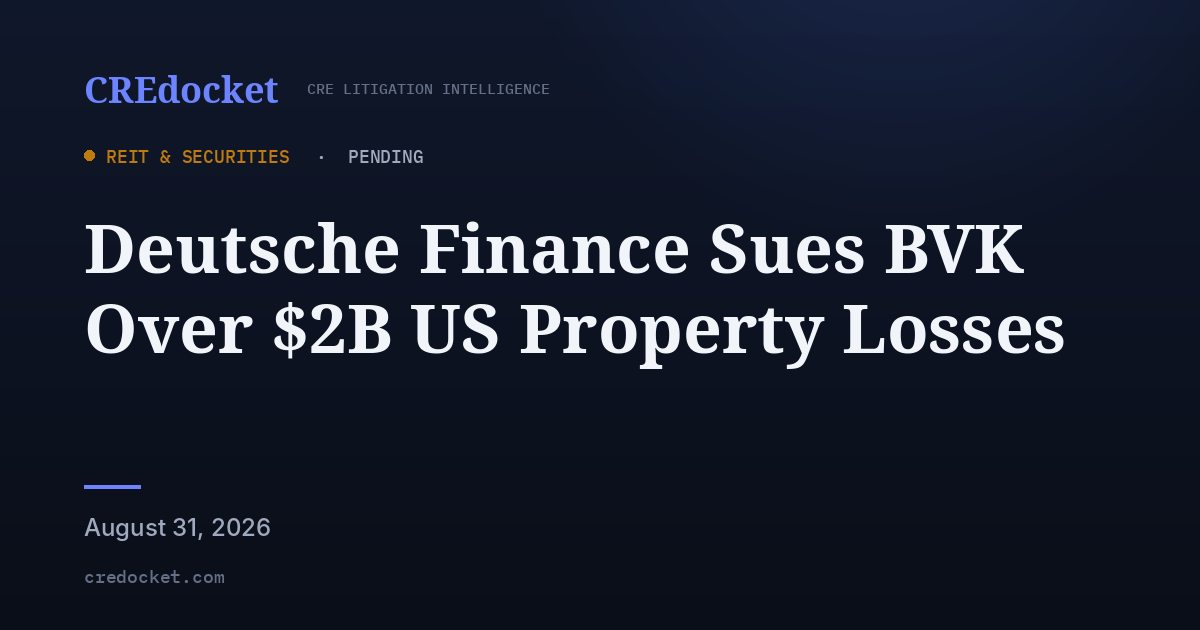 CREdocket CRE LITIGATION INTELLIGENCE
REIT & SECURITIES · PENDING
Deutsche Finance Sues BVK
Over $2B US Property Losses
August 31, 2026
credocket.com